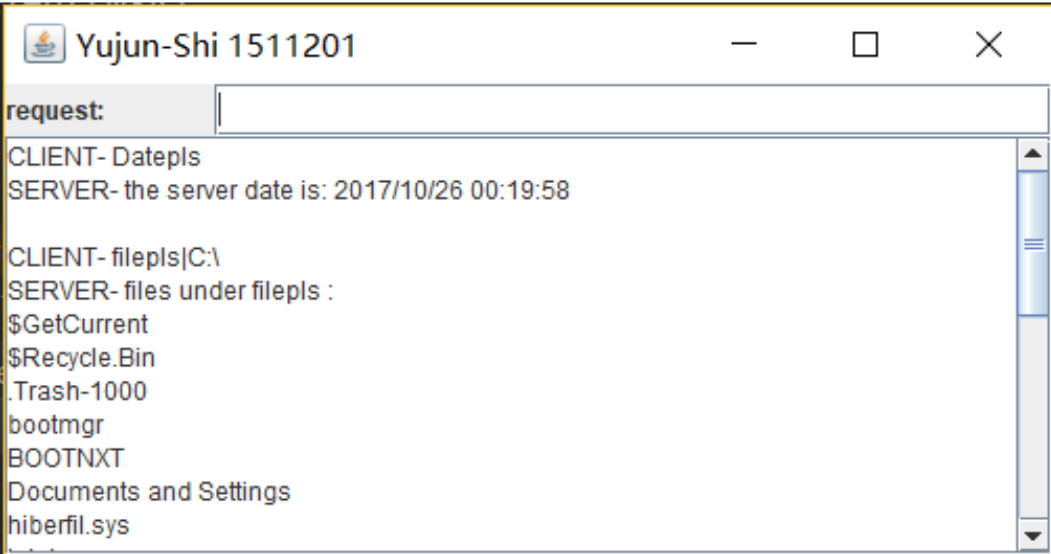 Yujun-Shi 1511201
request:
CLIENT- Datepls
SERVER- the server date is: 2017/10/26 00:19:58
CLIENT- filepls|C:\
SERVER- files under filepls :
$GetCurrent
$Recycle.Bin
.Trash-1000
bootmgr
BOOTNXT
Documents and Settings
hiberfil.sys